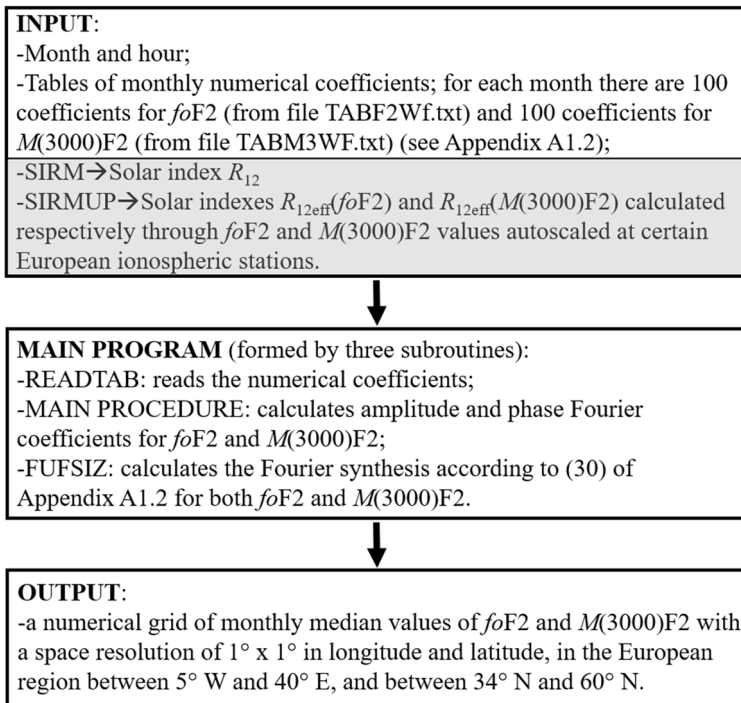 INPUT:
-Month and hour;
-Tables of monthly numerical coefficients; for each month there are 100
coefficients for foF2 (from file TABF2Wf.txt) and 100 coefficients for
M(3000)F2 (from file TABM3WF.txt) (see Appendix A1.2);
-SIRM→Solar index R12
-SIRMUP→Solar indexes R12eff(foF2) and R12eff(M(3000)F2) calculated
respectively through foF2 and M(3000)F2 values autoscaled at certain
European ionospheric stations.
MAIN PROGRAM (formed by three subroutines):
-READTAB: reads the numerical coefficients;
-MAIN PROCEDURE: calculates amplitude and phase Fourier
coefficients for foF2 and M(3000)F2;
-FUFSIZ: calculates the Fourier synthesis according to (30) of
Appendix A1.2 for both foF2 and M(3000)F2.
OUTPUT:
-a numerical grid of monthly median values of foF2 and M(3000)F2 with
a space resolution of 1° x 1° in longitude and latitude, in the European
region between 5° W and 40° E, and between 34° N and 60° N.